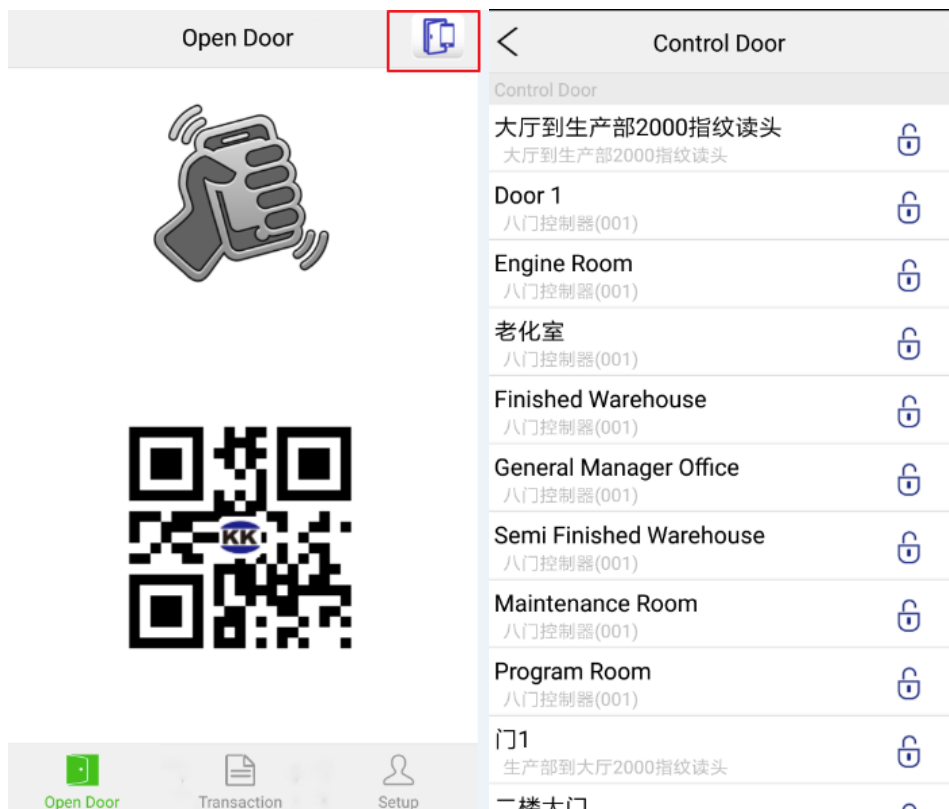 Open Door
KK
Open Door
Transaction
Setup
Control Door
Control Door
大厅到生产部2000指纹读头
大厅到生产部2000指纹读头
Door 1
八门控制器(001)
Engine Room
八门控制器(001)
老化室
八门控制器(001)
Finished Warehouse
八门控制器(001)
General Manager Office
八门控制器(001)
Semi Finished Warehouse
八门控制器(001)
Maintenance Room
八门控制器(001)
Program Room
八门控制器(001)
门1
生产部到大厅2000指纹读头
二楼大门